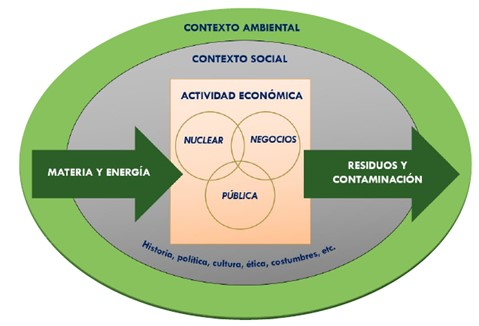 CONTEXTO AMBIENTAL
CONTEXTO SOCIAL
ACTIVIDAD ECONÓMICA
NUCLEAR
NEGOCIOS
PÚBLICA
MATERIA Y ENERGÍA
RESIDUOS Y
CONTAMINACIÓN
Historia, política, cultura, ética, costumbres, etc.